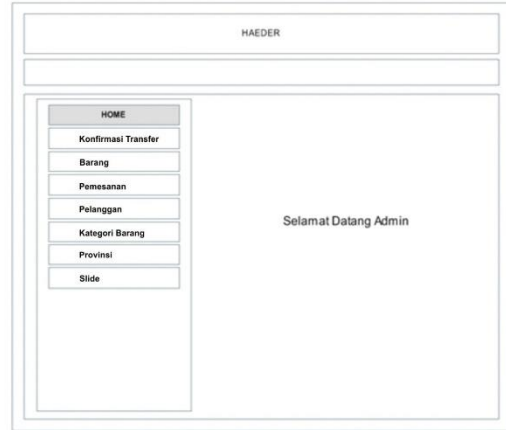 HAEDER
HOME
Konfirmasi Transfer
Barang
Pemesanan
Pelanggan
Kategori Barang
Provinsi
Slide
Selamat Datang Admin